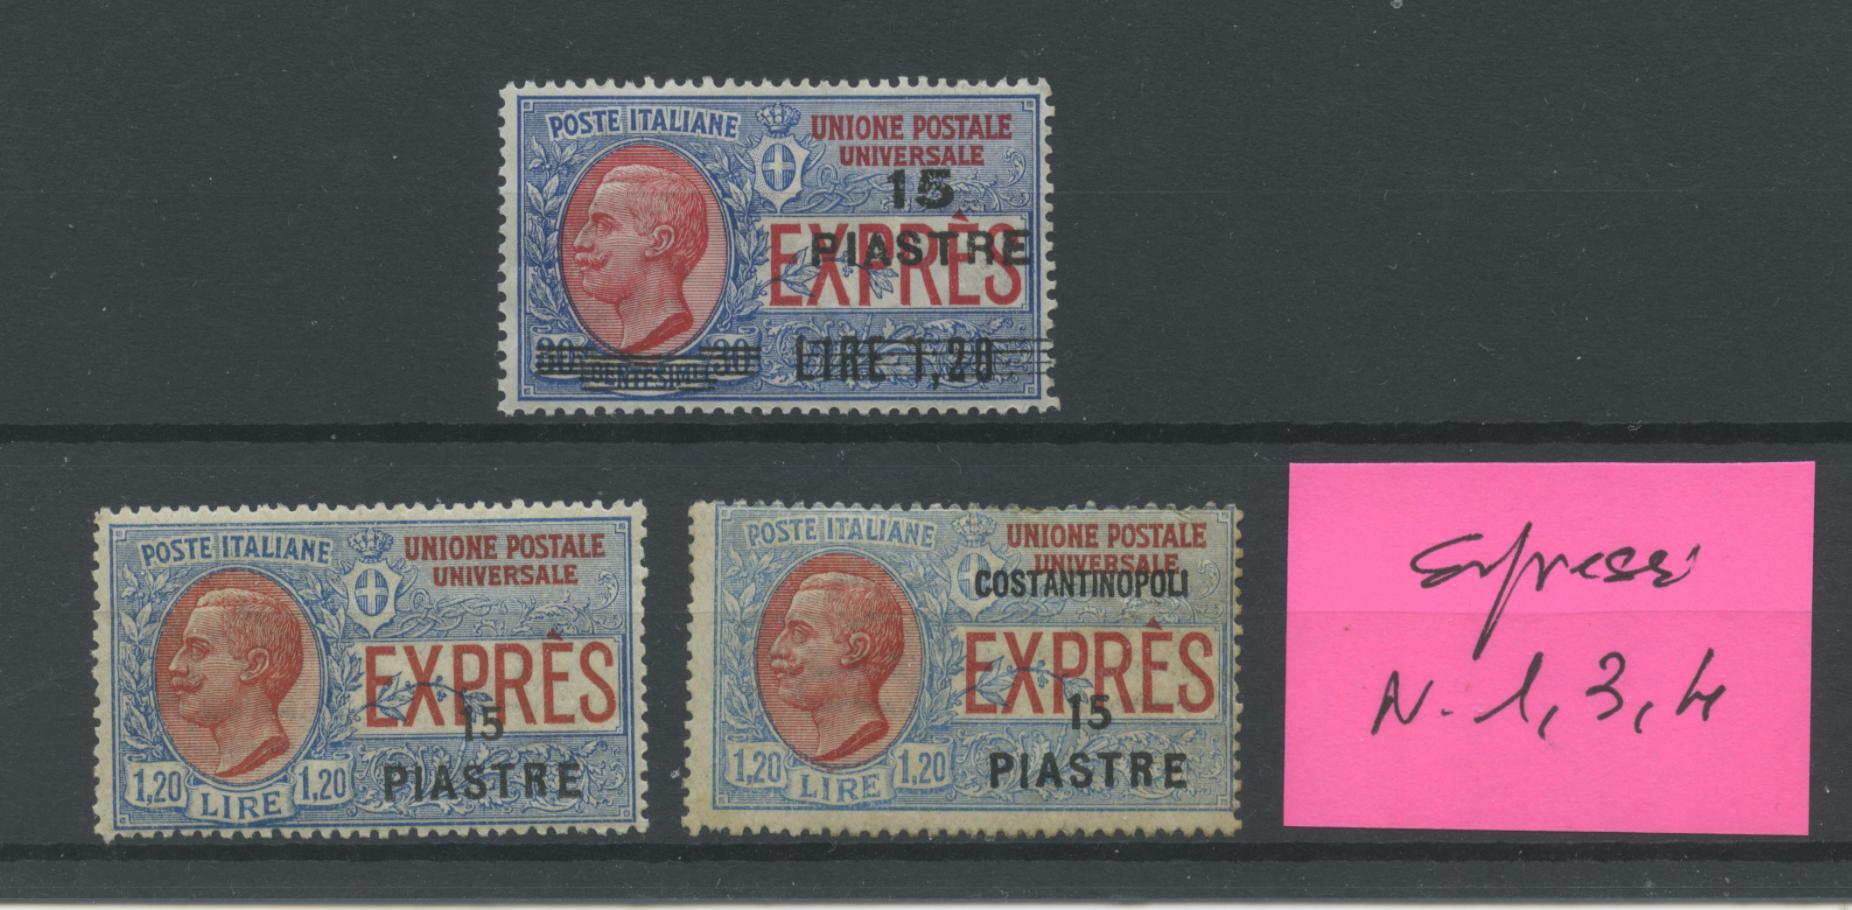 POSTE ITALIANE
UNIONE POSTALE
UNIVERSALE
15
PIASTRE
EXPRÈS
30 30
CENTESIMI
LIRE 1,20
POSTE ITALIANE
UNIONE POSTALE
UNIVERSALE
EXPRÈS
15
PIASTRE
1,20 LIRE 1,20
POSTE ITALIANE
UNIONE POSTALE
UNIVERSALE
COSTANTINOPOLI
EXPRÈS
15
PIASTRE
1,20 LIRE 1,20
Espressi
N. 1, 3, 4